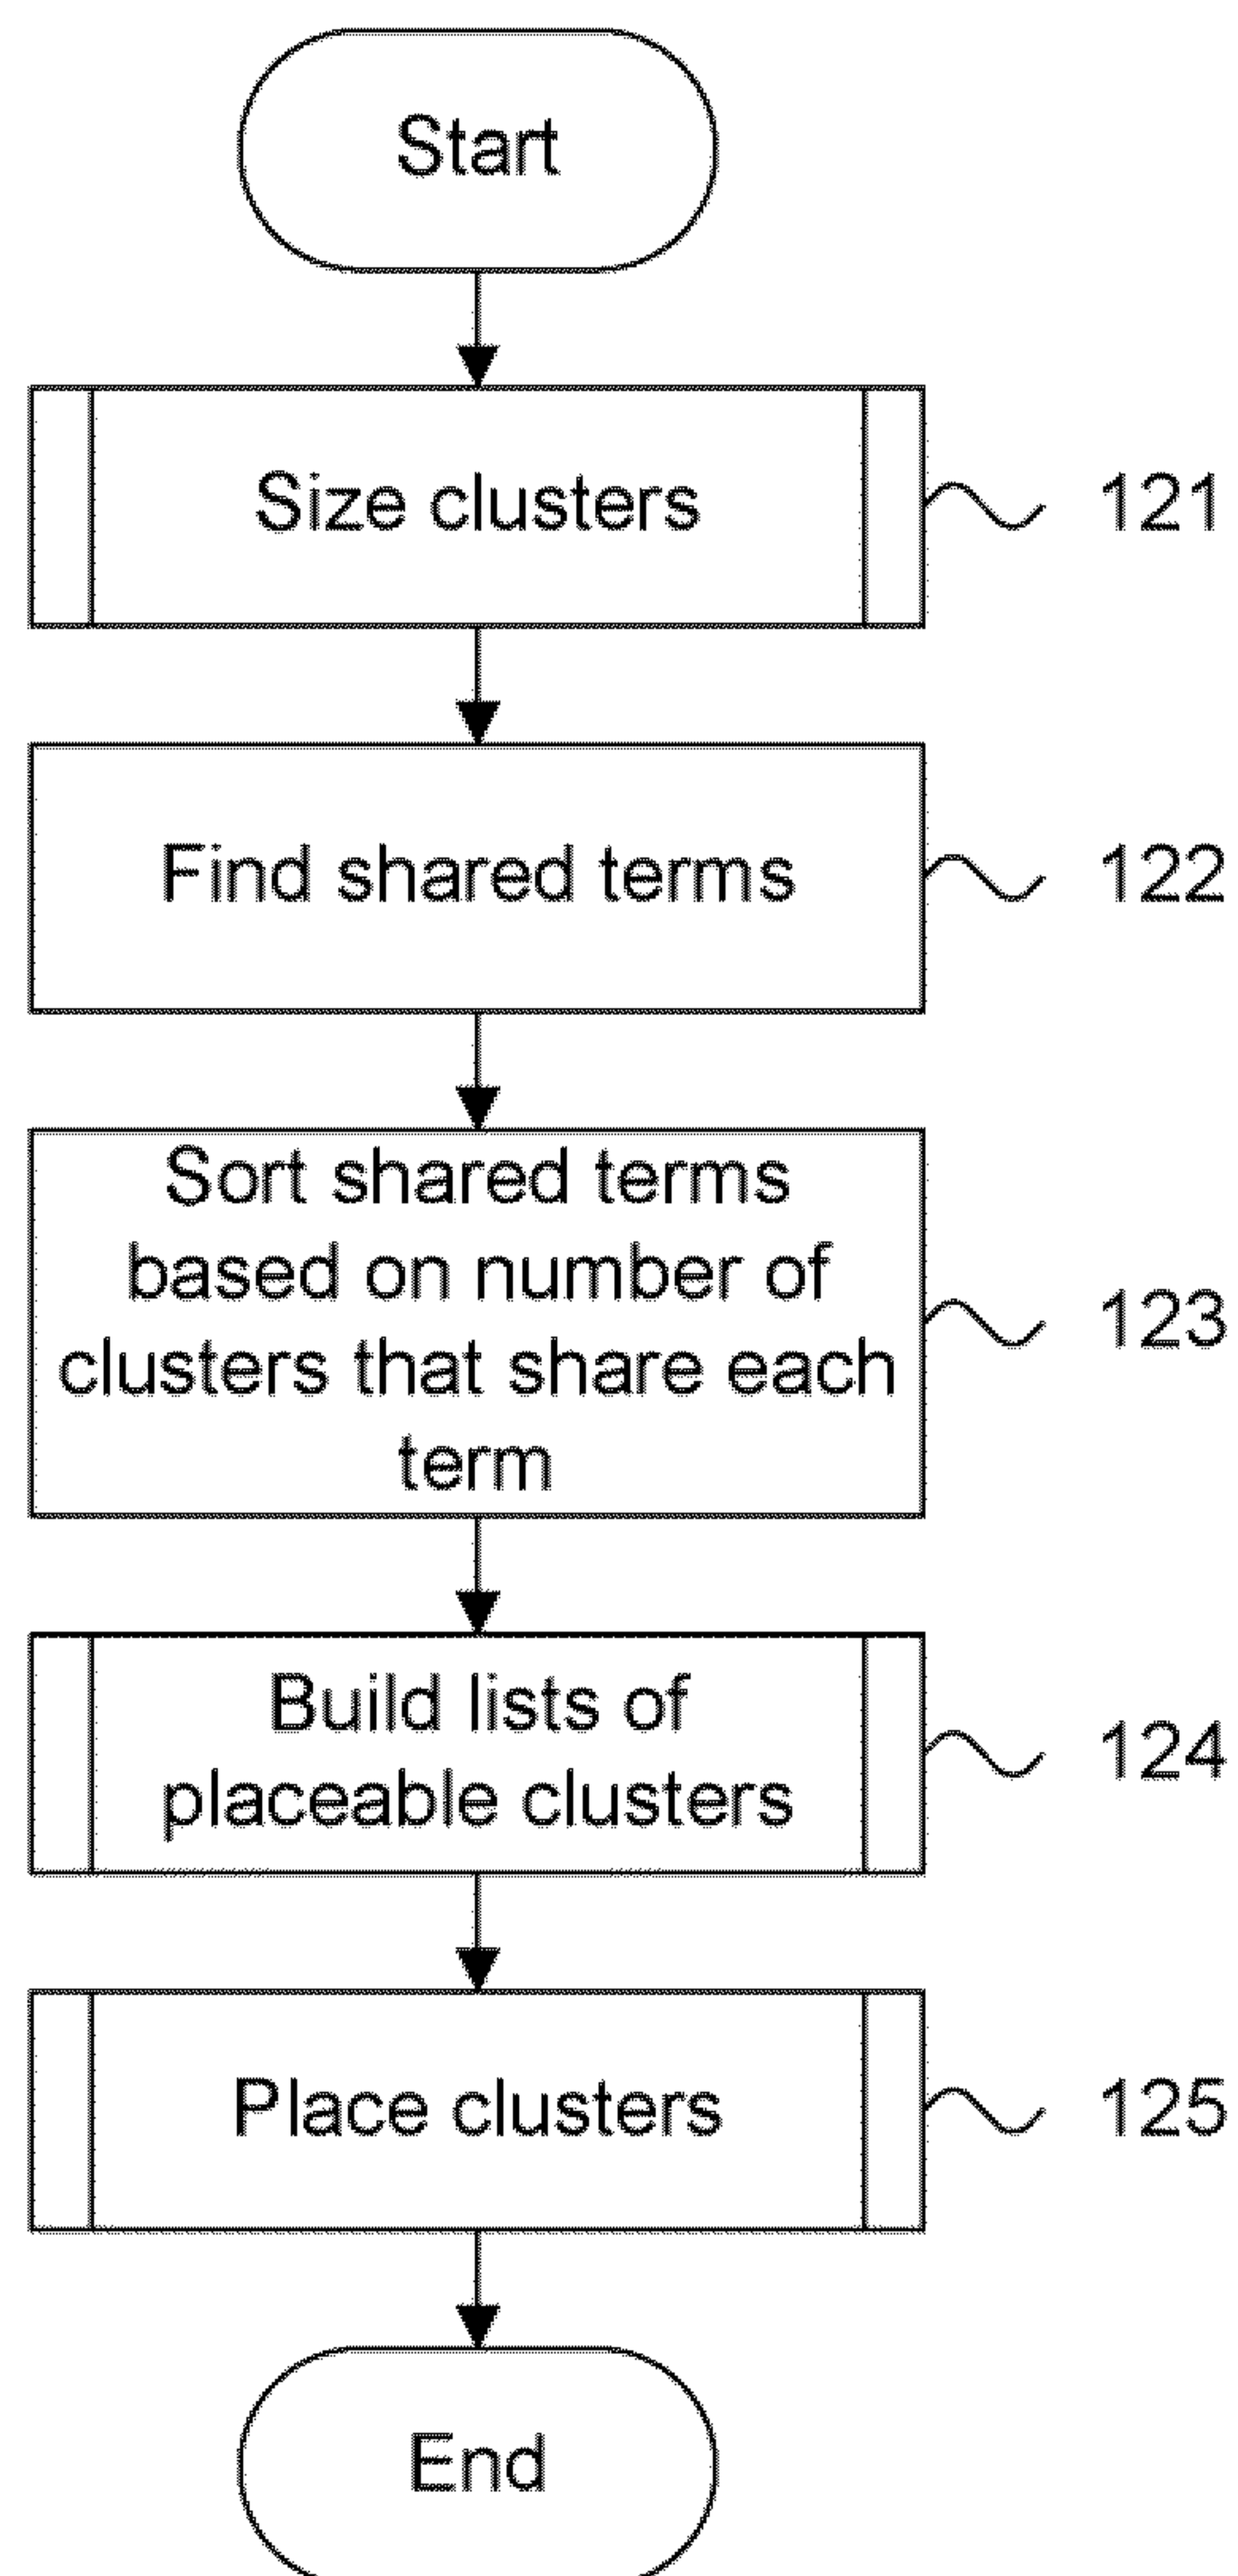 Start
Size clusters
121
Find shared terms
122
Sort shared terms
based on number of
clusters that share each
term
123
Build lists of
placeable clusters
124
Place clusters
125
End